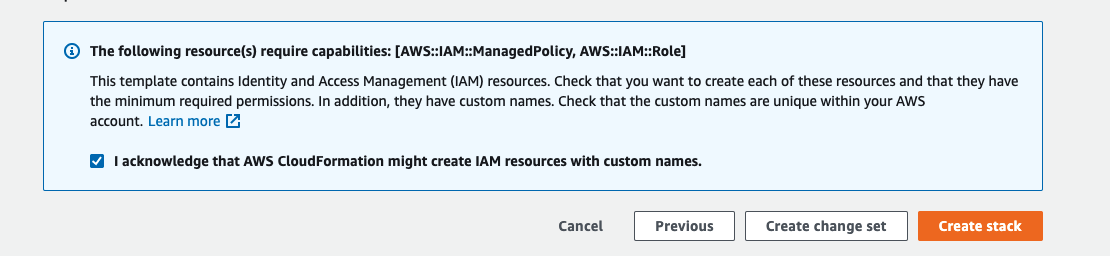 The following resource(s) require capabilities: [AWS::IAM::ManagedPolicy, AWS::IAM::Role]
This template contains Identity and Access Management (IAM) resources. Check that you want to create each of these resources and that they have
the minimum required permissions. In addition, they have custom names. Check that the custom names are unique within your AWS
account. Learn more
I acknowledge that AWS CloudFormation might create IAM resources with custom names.
Cancel Previous Create change set Create stack